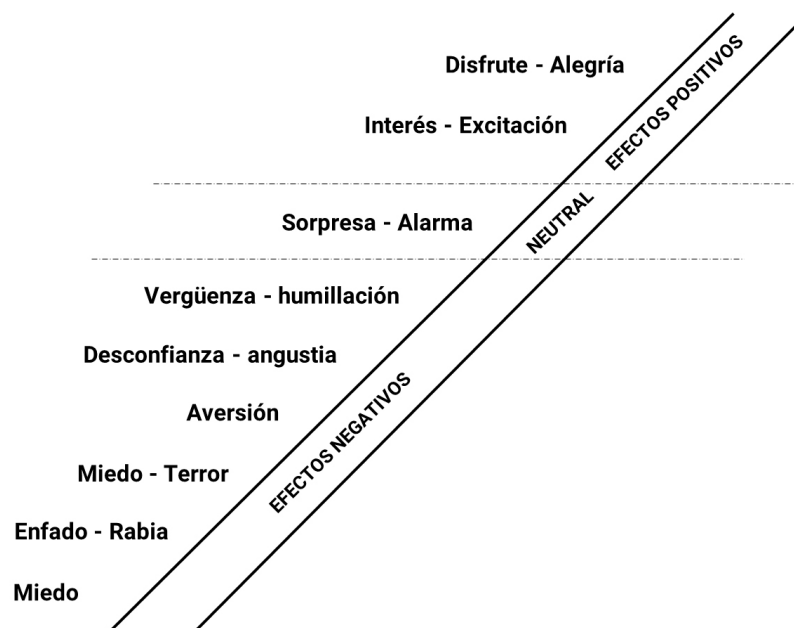 Disfrute - Alegría
EFECTOS POSITIVOS
Interés - Excitación
Sorpresa - Alarma
NEUTRAL
Vergüenza - humillación
Desconfianza - angustia
Aversión
EFECTOS NEGATIVOS
Miedo - Terror
Enfado - Rabia
Miedo